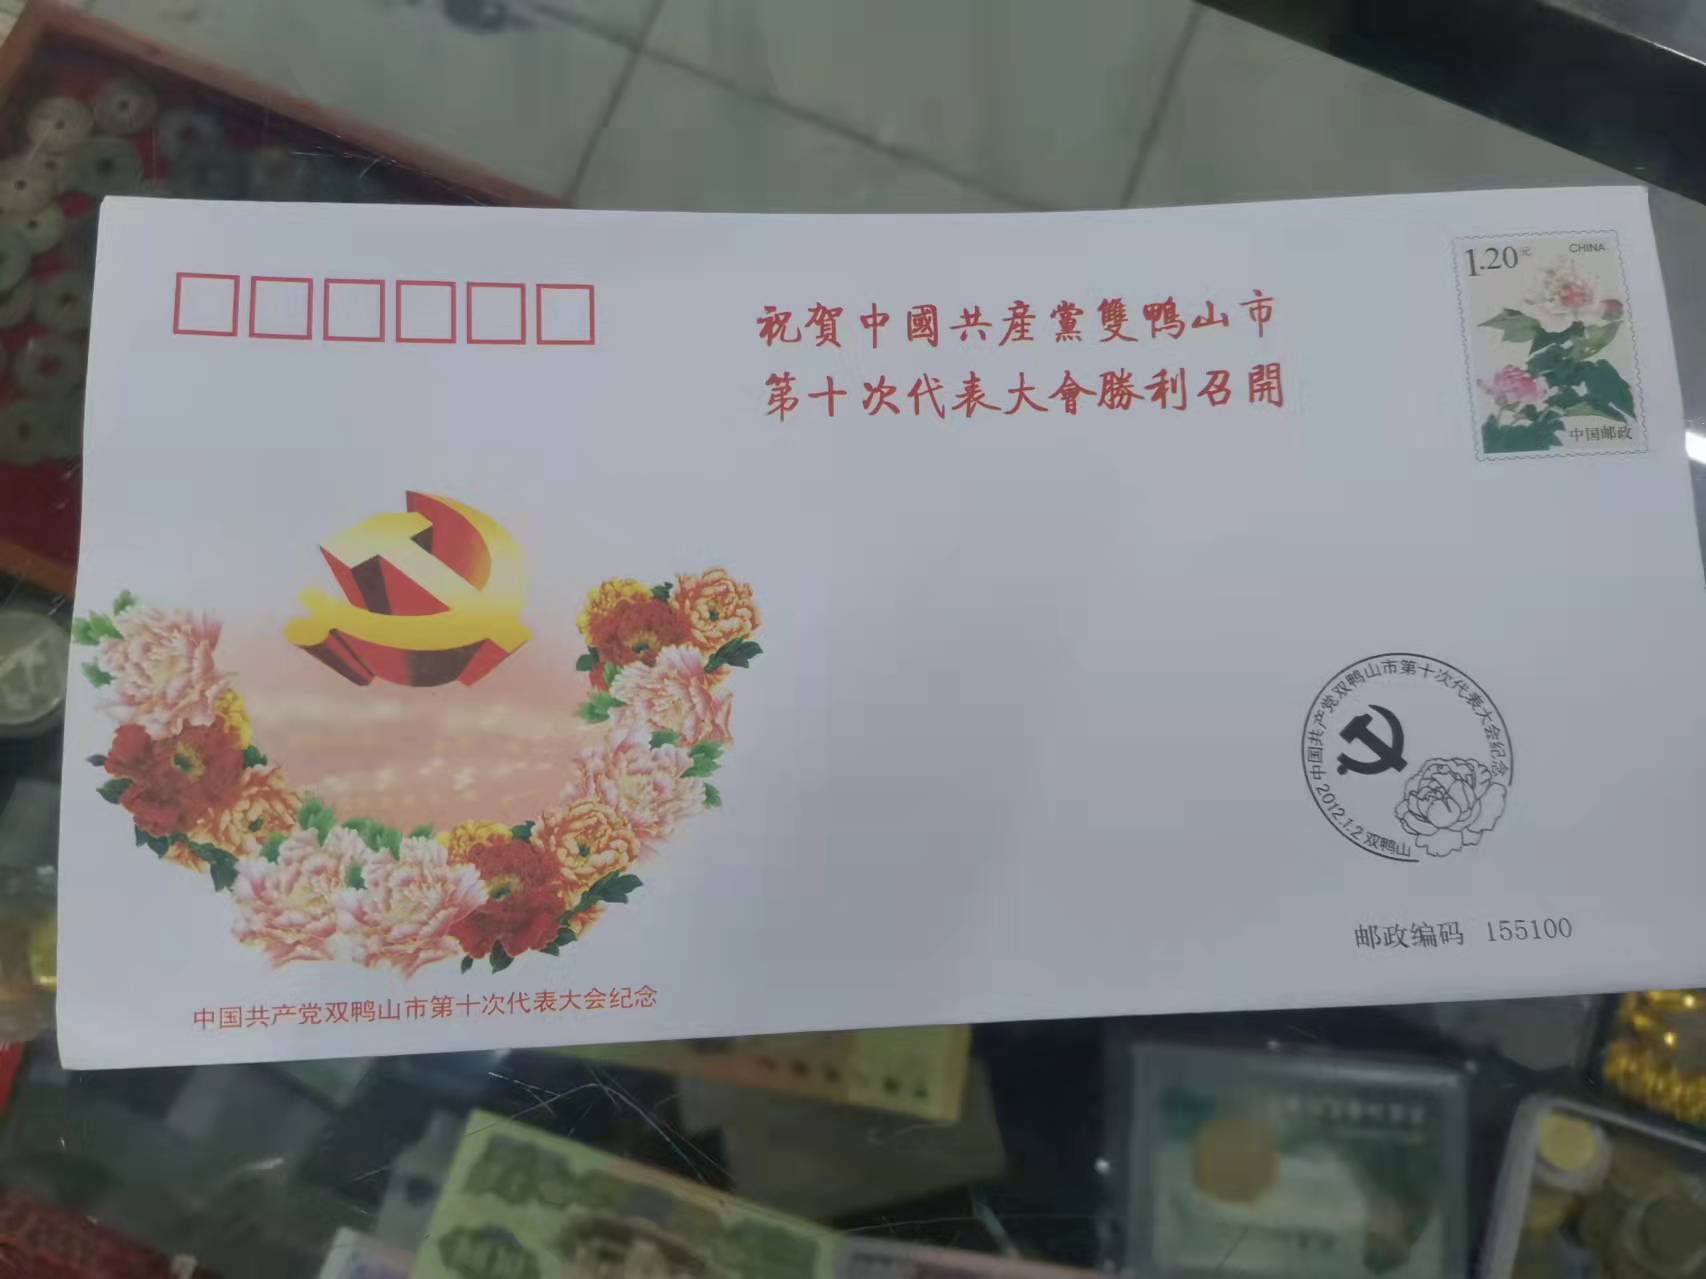 祝賀中國共産黨雙鴨山市
第十次代表大會勝利召開
1.20元 CHINA
中国邮政
中国共产党双鸭山市第十次代表大会纪念
2012.1.2 双鸭山
邮政编码 155100
中国共产党双鸭山市第十次代表大会纪念